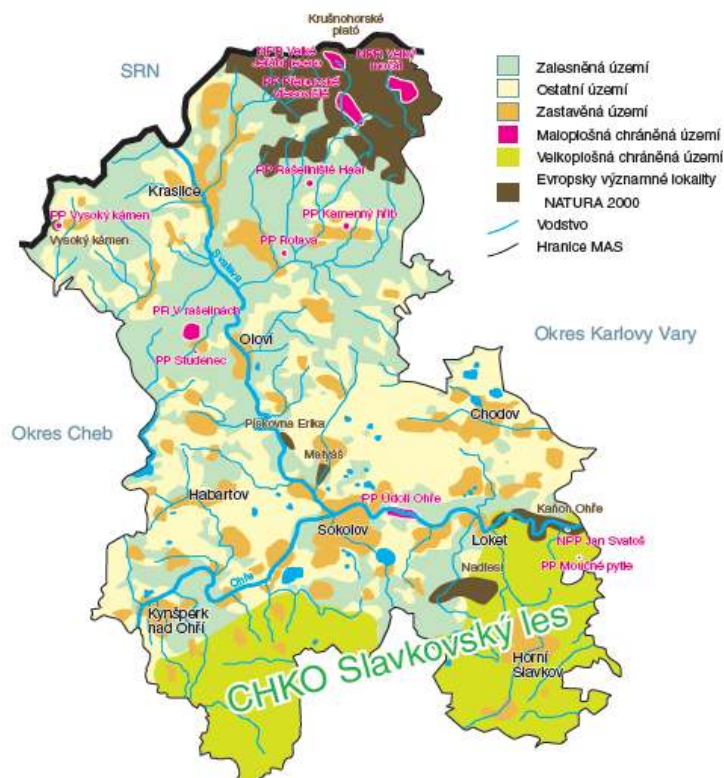 Krušnohorské
plató
NPR Velké
Jeřábí jezero
NPR Velký
močál
PP Přebuzské
vřesoviště
SRN
Zalesněná území
Ostatní území
Zastavěná území
Maloplošná chráněná území
Velkoplošná chráněná území
Evropsky významné lokality
NATURA 2000
Vodstvo
Hranice MAS
Kraslice
PP Rašeliniště Haar
PP Vysoký kámen
Vysoký kámen
PP Kamenný hřib
PP Rotava
Svatava
PR V rašelinách
PP Studenec
Oloví
Okres Karlovy Vary
Okres Cheb
Chodov
Pískovna Erika
Matyáš
Habartov
PP Údolí Ohře
Kaňon Ohře
Sokolov
Loket
NPP Jan Svatoš
PP Moučné pytle
Nadlesí
Ohře
Kynšperk
nad Ohří
CHKO Slavkovský les
Horní
Slavkov